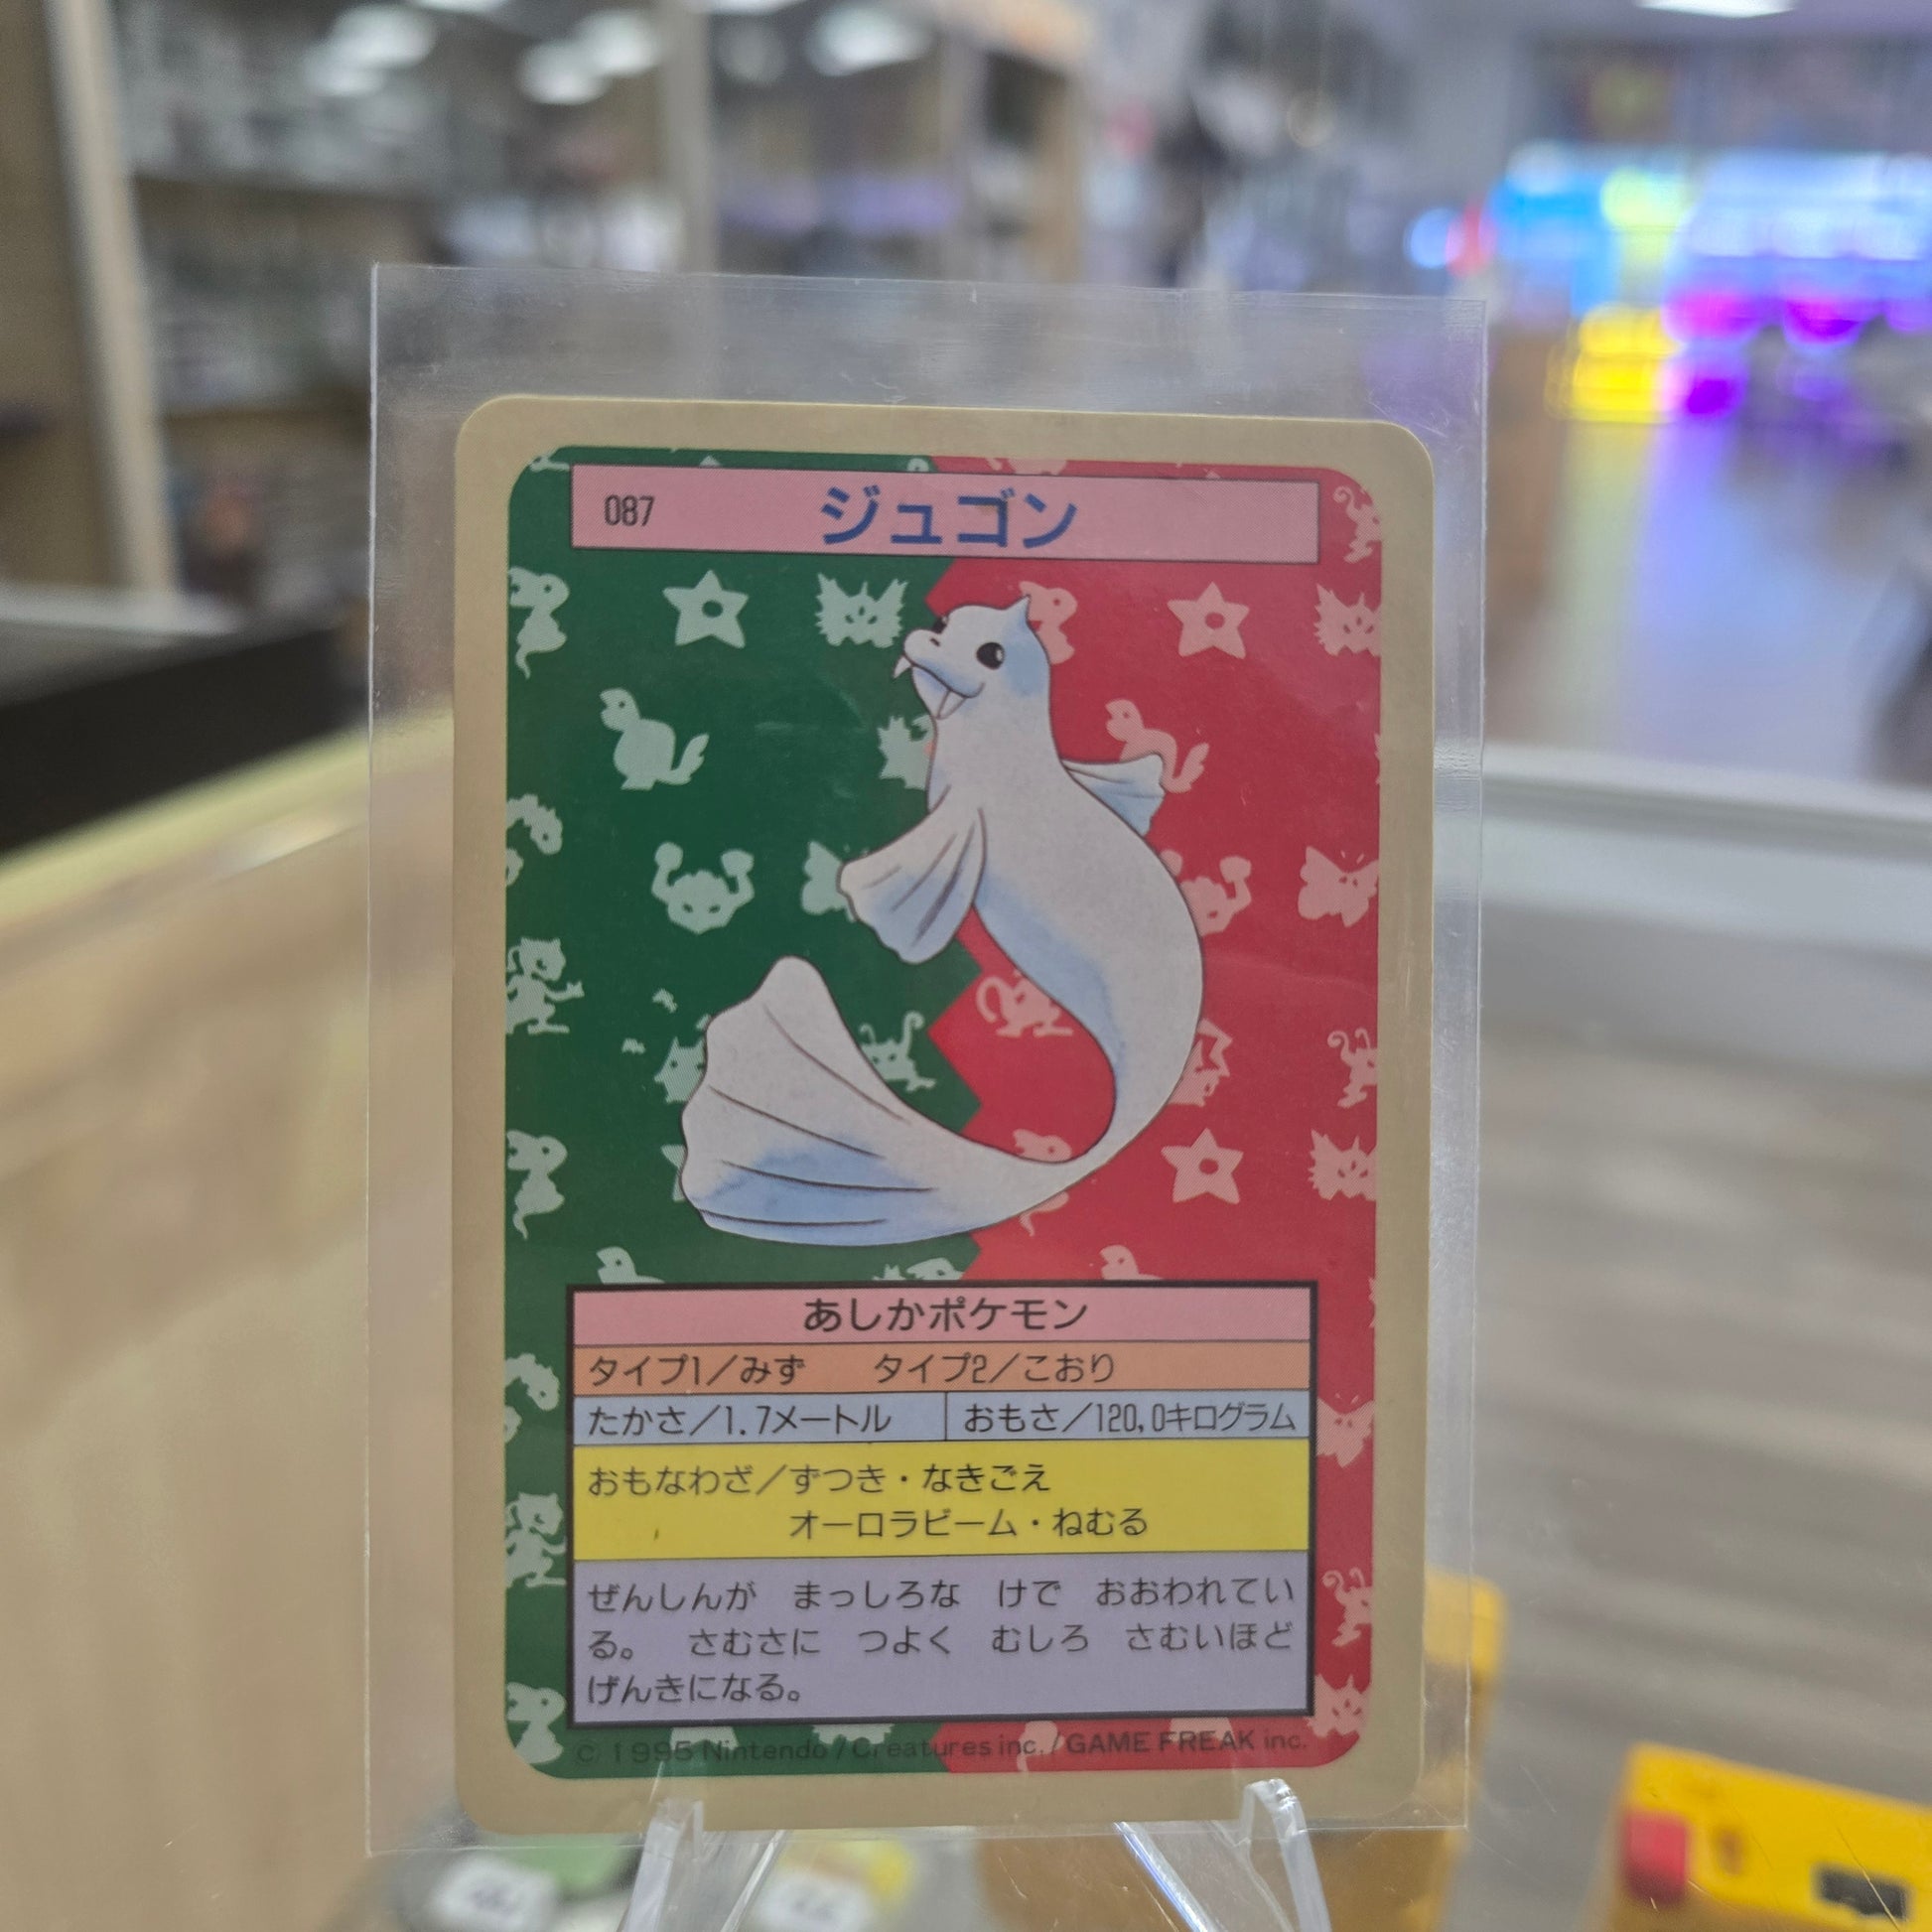 087 ジュゴン
あしかポケモン
タイプ1／みず　タイプ2／こおり
たかさ／1.7メートル　おもさ／120,0キログラム
おもなわざ／ずつき・なきごえ
オーロラビーム・ねむる
ぜんしんが　まっしろな　けで　おおわれてい
る。　さむさに　つよく　むしろ　さむいほど
げんきになる。
© 1995 Nintendo/Creatures inc./GAME FREAK inc.